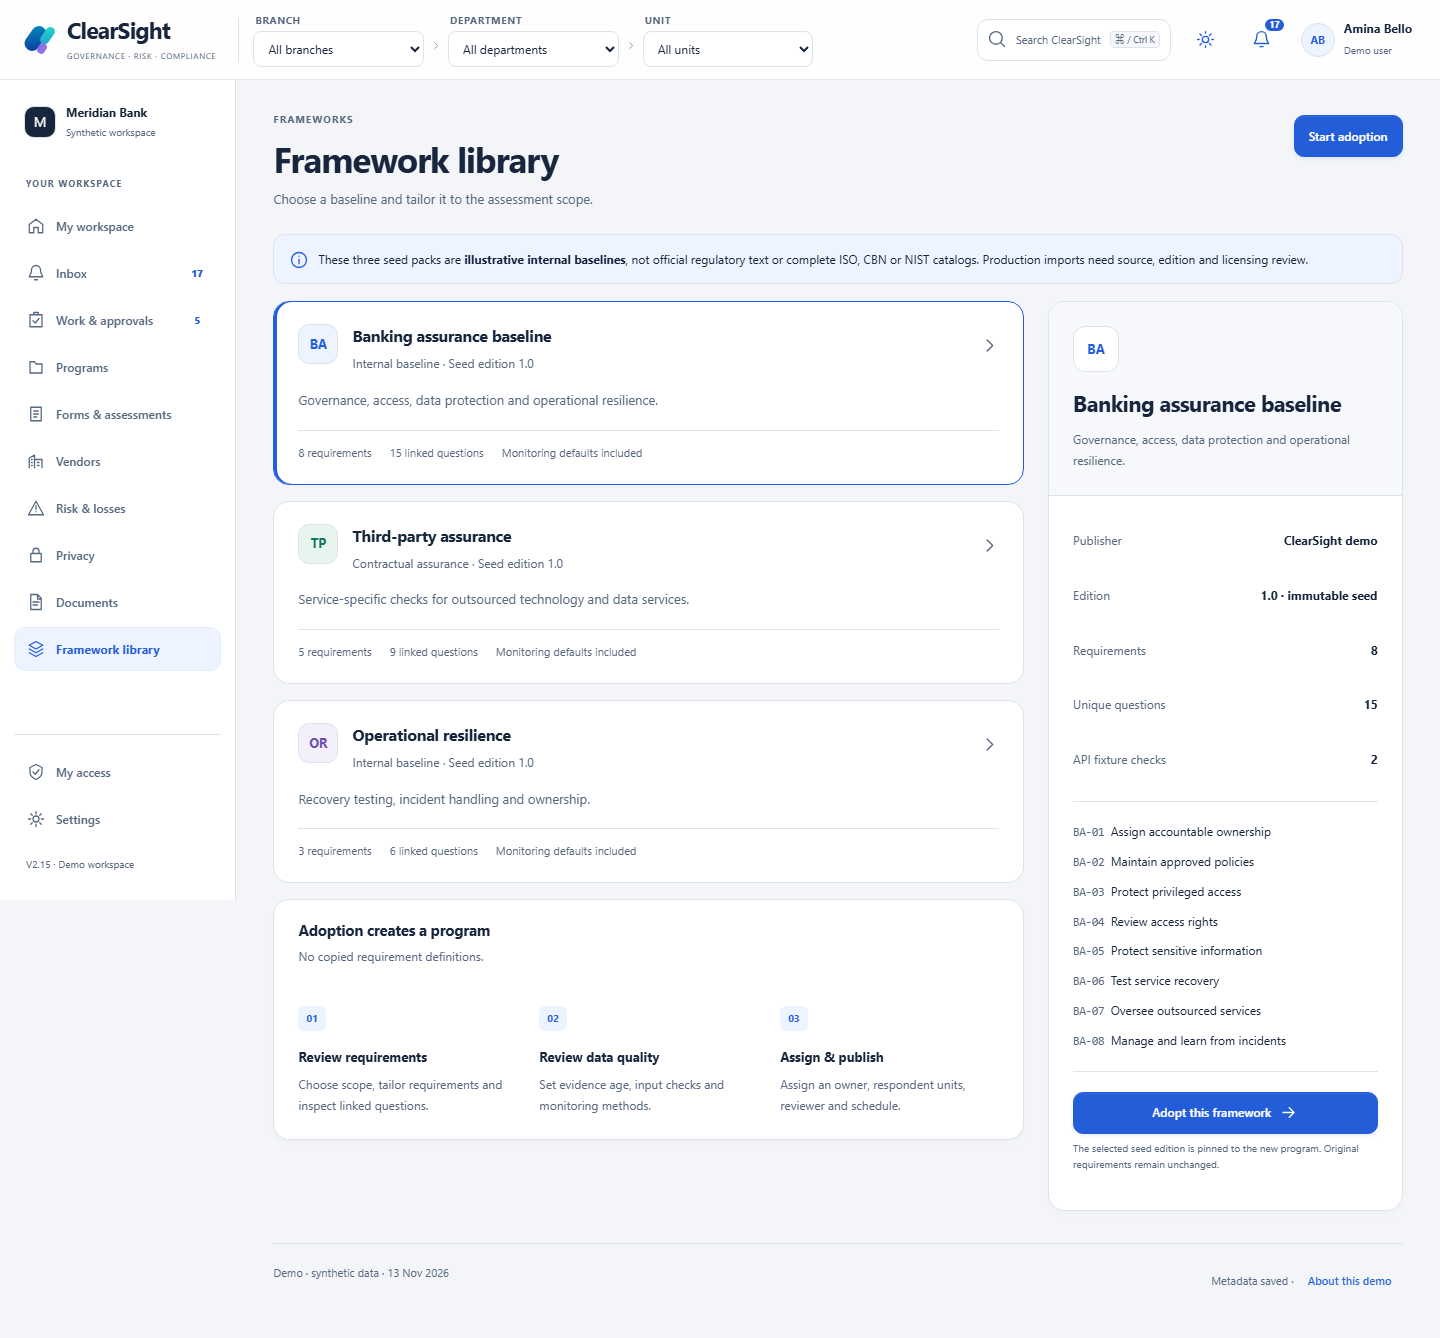 ClearSight
GOVERNANCE · RISK · COMPLIANCE
BRANCH
All branches
DEPARTMENT
All departments
UNIT
All units
Search ClearSight
⌘ / Ctrl K
17
AB
Amina Bello
Demo user
M
Meridian Bank
Synthetic workspace
YOUR WORKSPACE
My workspace
Inbox 17
Work & approvals 5
Programs
Forms & assessments
Vendors
Risk & losses
Privacy
Documents
Framework library
My access
Settings
V2.15 · Demo workspace
FRAMEWORKS
Framework library
Choose a baseline and tailor it to the assessment scope.
Start adoption
These three seed packs are illustrative internal baselines, not official regulatory text or complete ISO, CBN or NIST catalogs. Production imports need source, edition and licensing review.
BA
Banking assurance baseline
Internal baseline · Seed edition 1.0
Governance, access, data protection and operational resilience.
8 requirements 15 linked questions Monitoring defaults included
TP
Third-party assurance
Contractual assurance · Seed edition 1.0
Service-specific checks for outsourced technology and data services.
5 requirements 9 linked questions Monitoring defaults included
OR
Operational resilience
Internal baseline · Seed edition 1.0
Recovery testing, incident handling and ownership.
3 requirements 6 linked questions Monitoring defaults included
Adoption creates a program
No copied requirement definitions.
01
Review requirements
Choose scope, tailor requirements and
inspect linked questions.
02
Review data quality
Set evidence age, input checks and
monitoring methods.
03
Assign & publish
Assign an owner, respondent units,
reviewer and schedule.
BA
Banking assurance baseline
Governance, access, data protection and operational
resilience.
Publisher ClearSight demo
Edition 1.0 · immutable seed
Requirements 8
Unique questions 15
API fixture checks 2
BA-01 Assign accountable ownership
BA-02 Maintain approved policies
BA-03 Protect privileged access
BA-04 Review access rights
BA-05 Protect sensitive information
BA-06 Test service recovery
BA-07 Oversee outsourced services
BA-08 Manage and learn from incidents
Adopt this framework
The selected seed edition is pinned to the new program. Original
requirements remain unchanged.
Demo · synthetic data · 13 Nov 2026
Metadata saved · About this demo